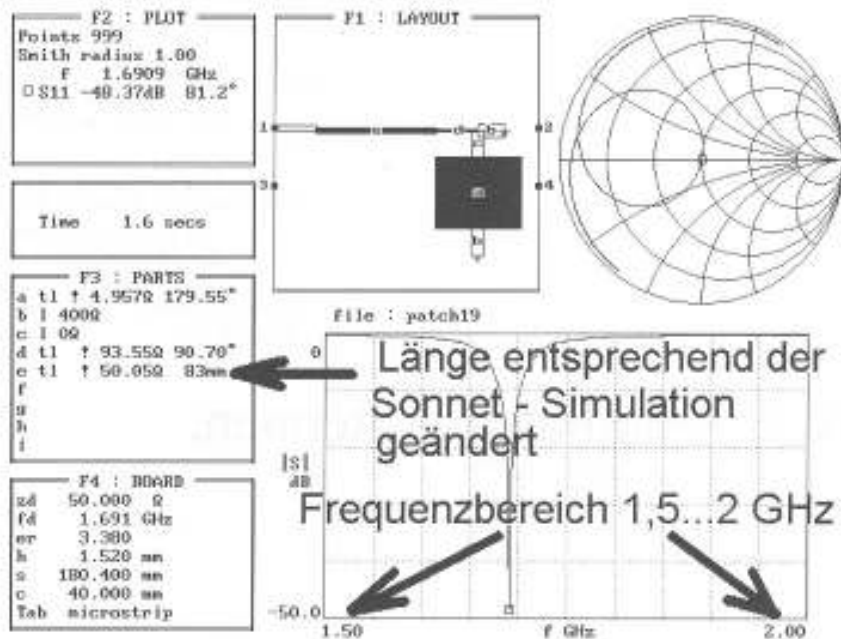 F2 : PLOT
Points 999
Smith radius 1.00
f 1.6909 GHz
□ S11 -48.37dB 81.2°
Time 1.6 secs
F3 : PARTS
a tl ↑ 4.957Ω 179.55°
b l 400Ω
c l 0Ω
d tl ↑ 93.55Ω 90.70°
e tl ↑ 50.05Ω 83mm
f
g
h
i
F4 : BOARD
zd 50.000 Ω
fd 1.691 GHz
er 3.380
h 1.520 mm
s 180.400 mm
c 40.000 mm
Tab microstrip
F1 : LAYOUT
1
2
3
4
e
d
b
a
b
file : patch19
0
|S|
dB
-50.0
1.50
f GHz
2.00
Länge entsprechend der
Sonnet - Simulation
geändert
Frequenzbereich 1,5...2 GHz